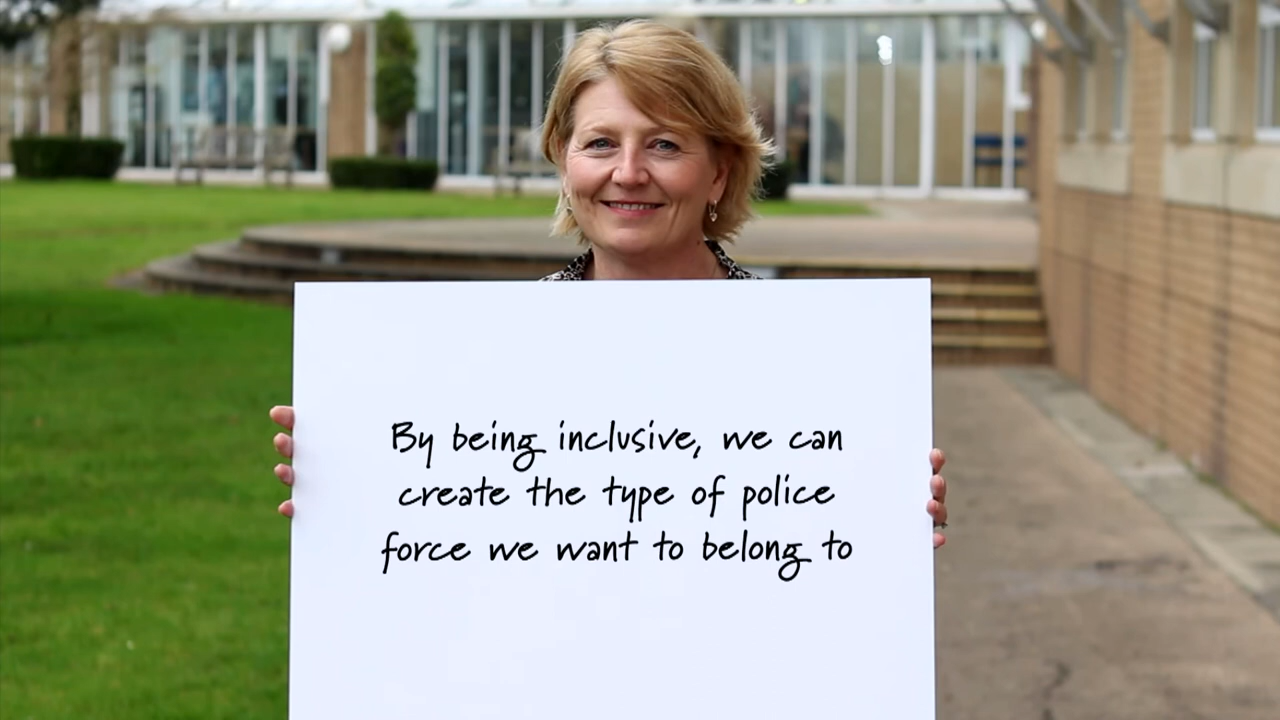 By being inclusive, we can
create the type of police
force we want to belong to